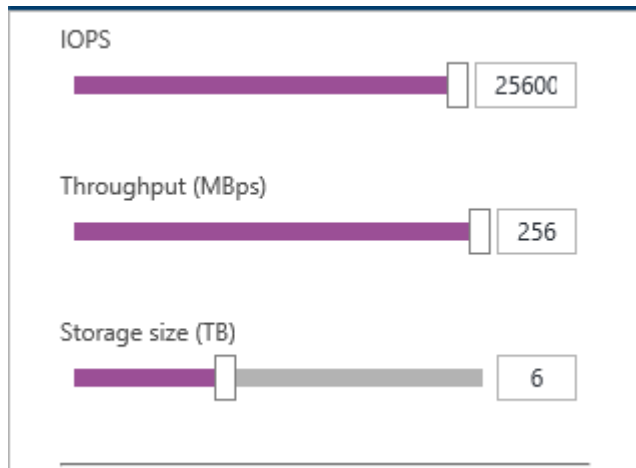 IOPS
25600
Throughput (MBps)
256
Storage size (TB)
6